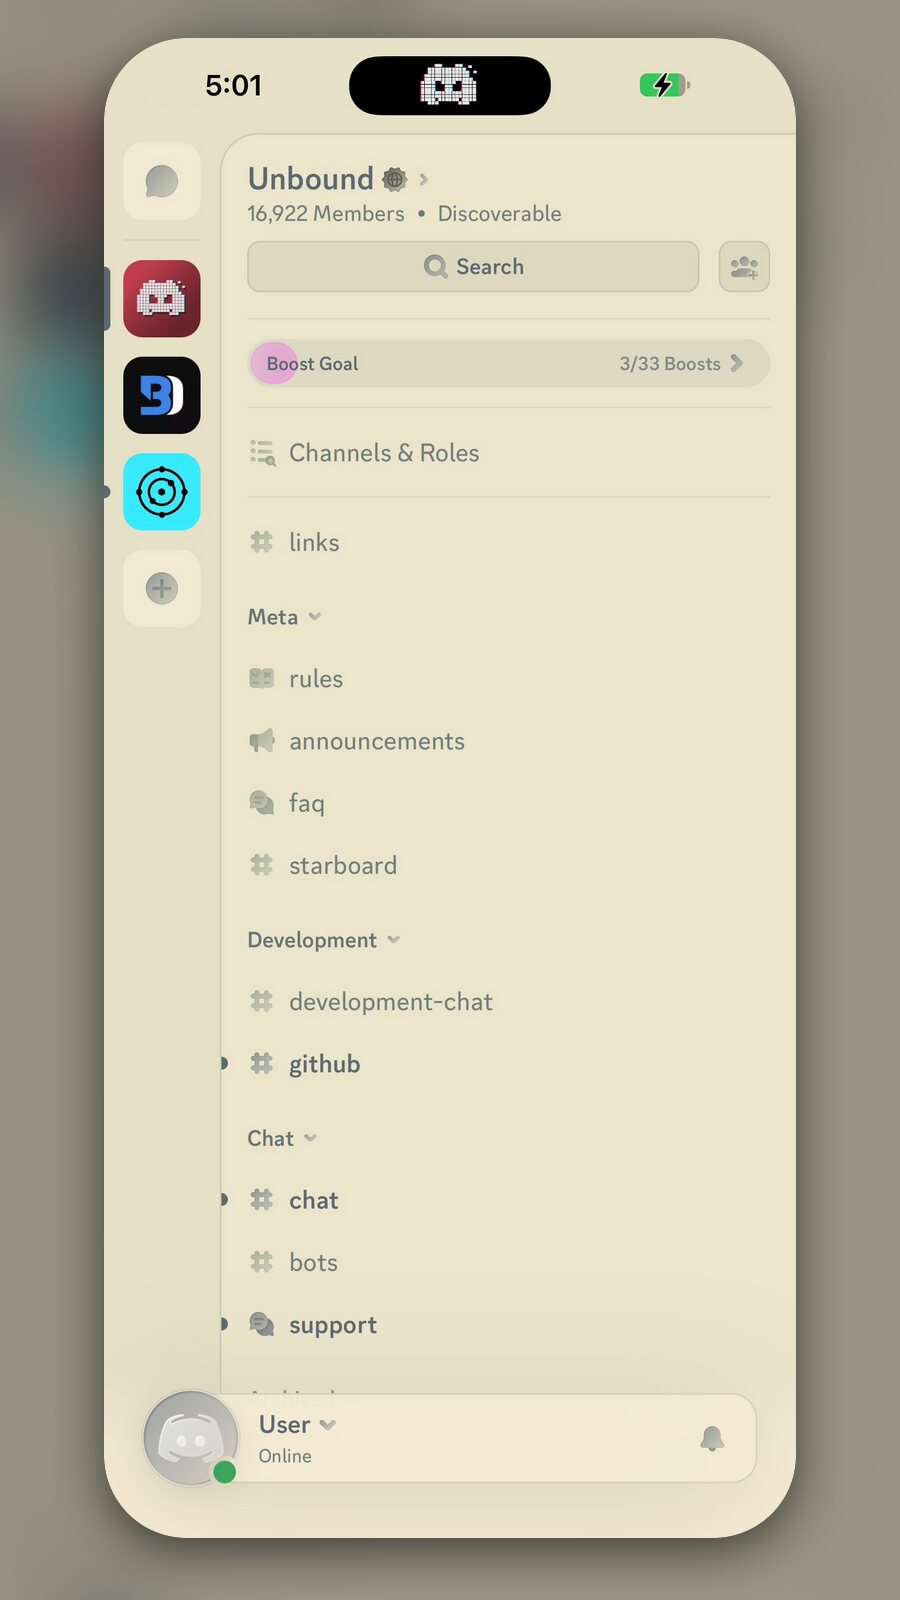 5:01
Unbound
16,922 Members • Discoverable
Search
Boost Goal 3/33 Boosts
Channels & Roles
links
Meta
rules
announcements
faq
starboard
Development
development-chat
github
Chat
chat
bots
support
Archived
User
Online